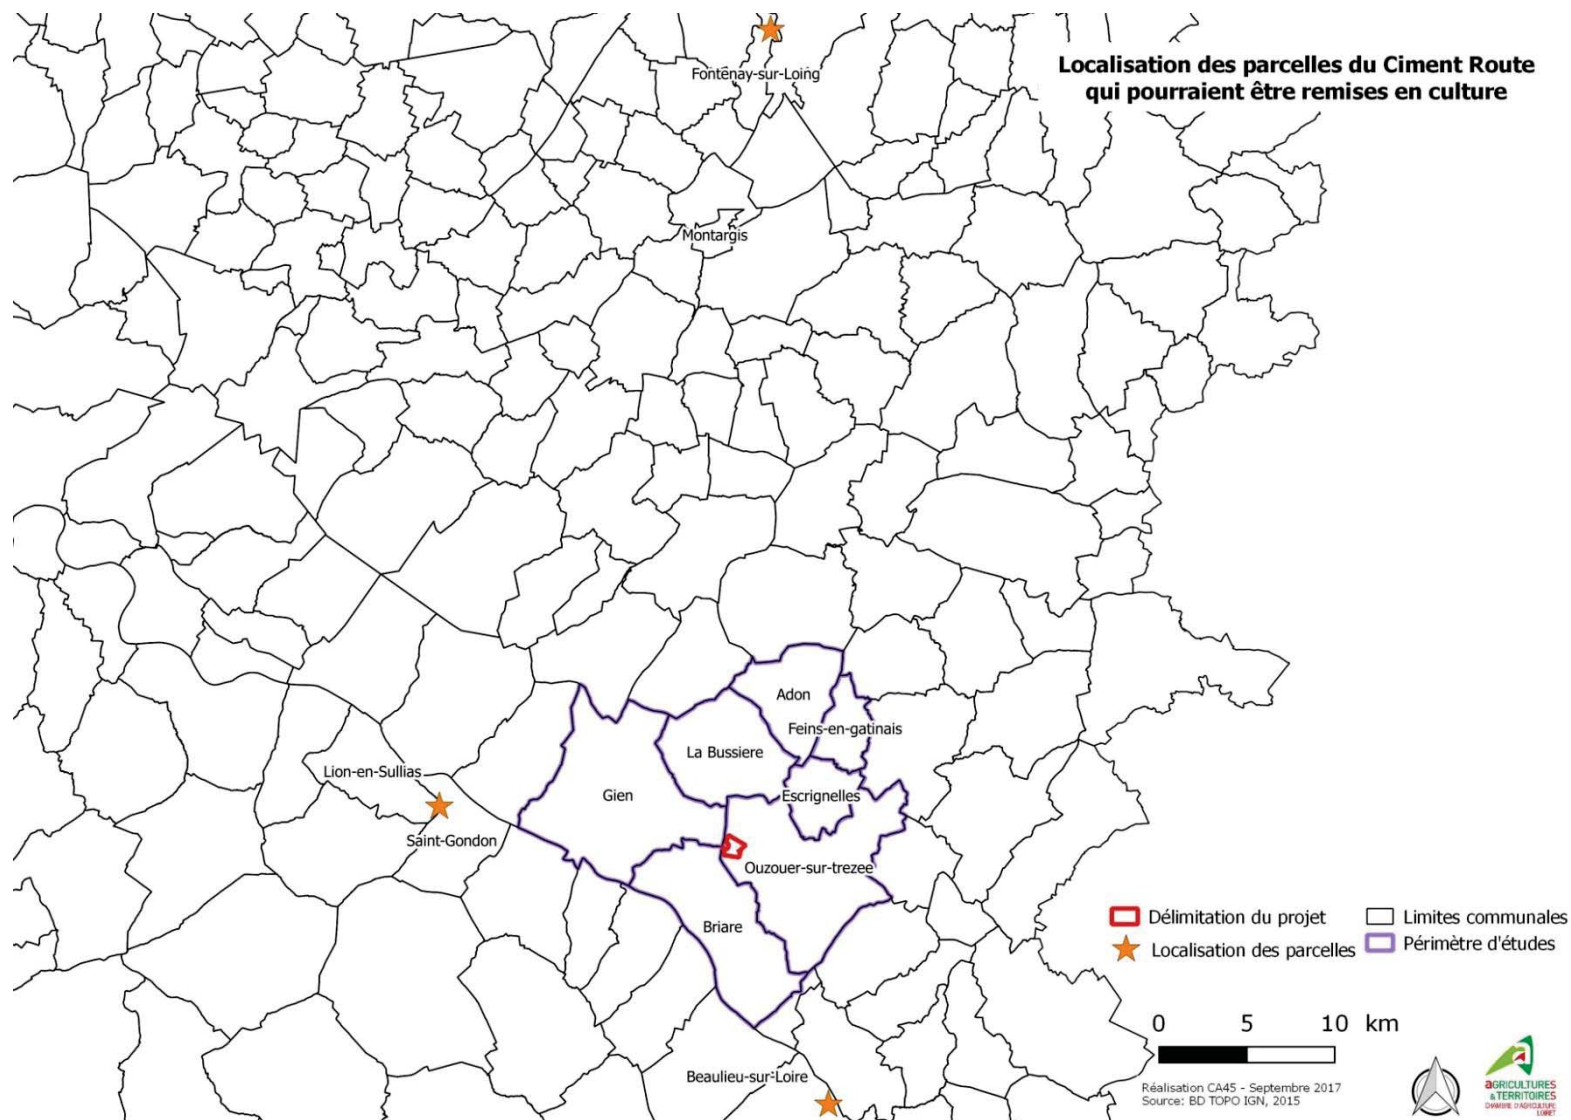 Localisation des parcelles du Ciment Route
qui pourraient être remises en culture
Fontenay-sur-Loing
Montargis
Adon
Feins-en-gatinais
La Bussiere
Lion-en-Sullias
Gien
Escrignelles
Saint-Gondon
Ouzouer-sur-trezee
Briare
Beaulieu-sur-Loire
Délimitation du projet
Limites communales
Localisation des parcelles
Périmètre d'études
0 5 10 km
Réalisation CA45 - Septembre 2017
Source: BD TOPO IGN, 2015
aGRICULTURES
& TERRITOIRES
CHAMBRE D'AGRICULTURE
LOIRET